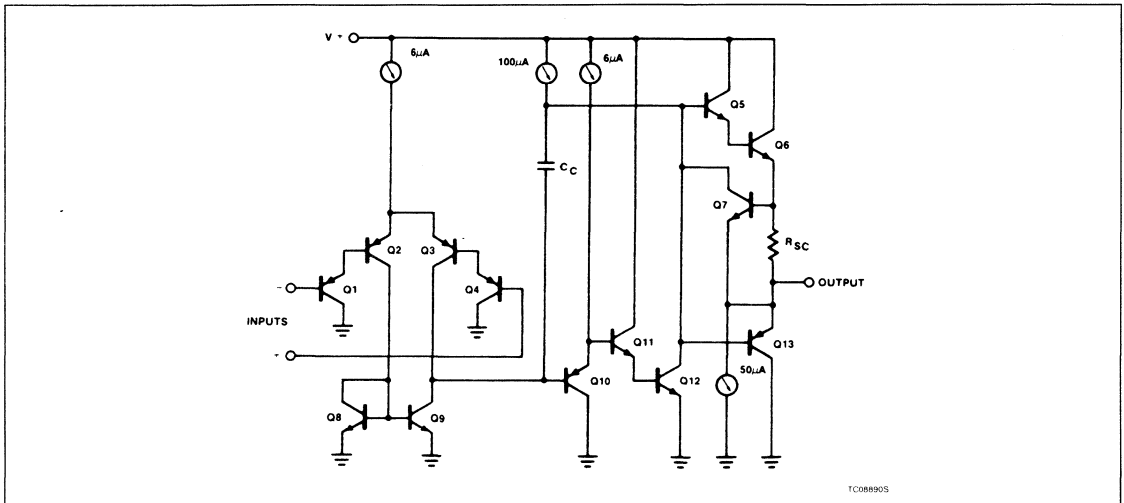 V +
6µA
100µA
6µA
Q5
Q6
C C
Q7
R SC
Q2
Q3
Q1
Q4
OUTPUT
−
INPUTS
+
Q11
Q13
Q10
Q12
50µA
Q8
Q9
TC08890S